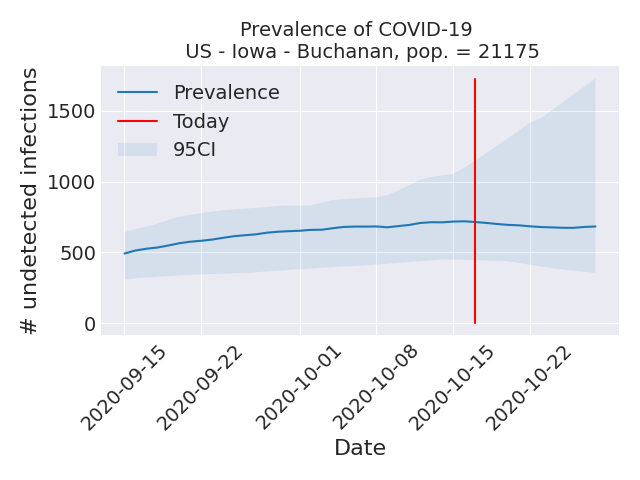 Prevalence of COVID-19
US - Iowa - Buchanan, pop. = 21175
# undetected infections
1500
1000
500
0
Prevalence
Today
95CI
2020-09-15
2020-09-22
2020-10-01
2020-10-08
2020-10-15
2020-10-22
Date